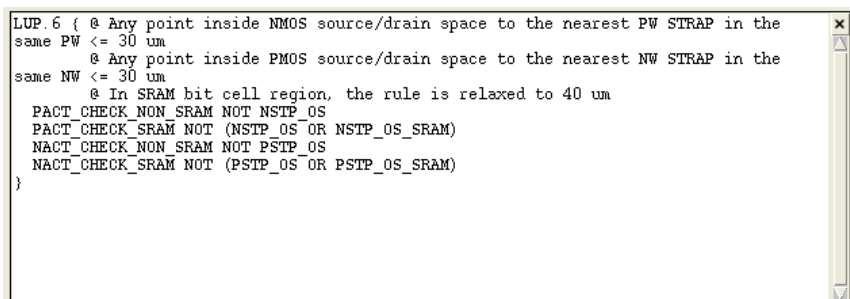 LUP.6 { @ Any point inside NMOS source/drain space to the nearest PW STRAP in the
same PW <= 30 um
@ Any point inside PMOS source/drain space to the nearest NW STRAP in the
same NW <= 30 um
@ In SRAM bit cell region, the rule is relaxed to 40 um
PACT_CHECK_NON_SRAM NOT NSTP_OS
PACT_CHECK_SRAM NOT (NSTP_OS OR NSTP_OS_SRAM)
NACT_CHECK_NON_SRAM NOT PSTP_OS
NACT_CHECK_SRAM NOT (PSTP_OS OR PSTP_OS_SRAM)
}